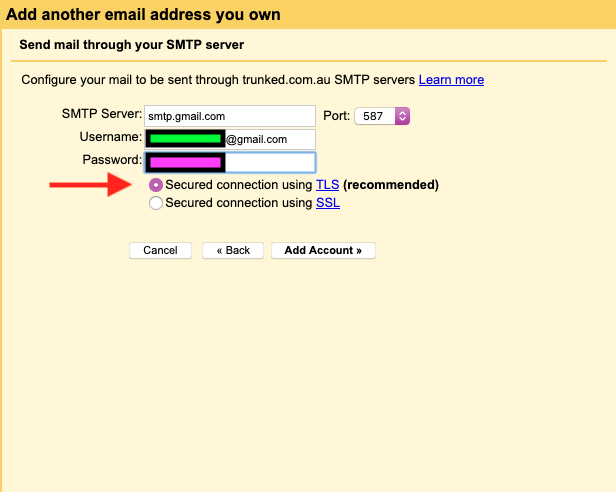 Add another email address you own
Send mail through your SMTP server
Configure your mail to be sent through trunked.com.au SMTP servers Learn more
SMTP Server: smtp.gmail.com Port: 587
Username: @gmail.com
Password:
Secured connection using TLS (recommended)
Secured connection using SSL
Cancel « Back Add Account »